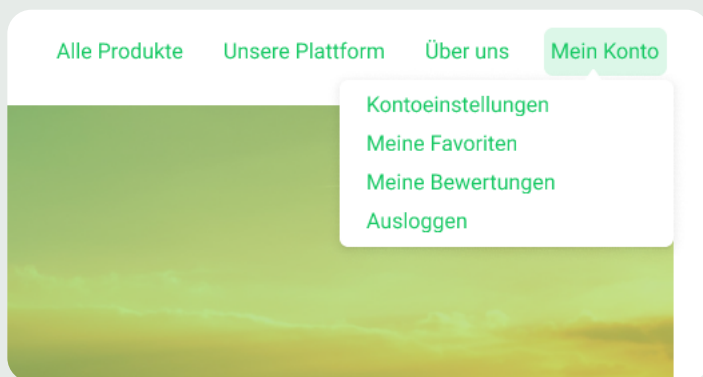 Alle Produkte Unsere Plattform Über uns Mein Konto
Kontoeinstellungen
Meine Favoriten
Meine Bewertungen
Ausloggen